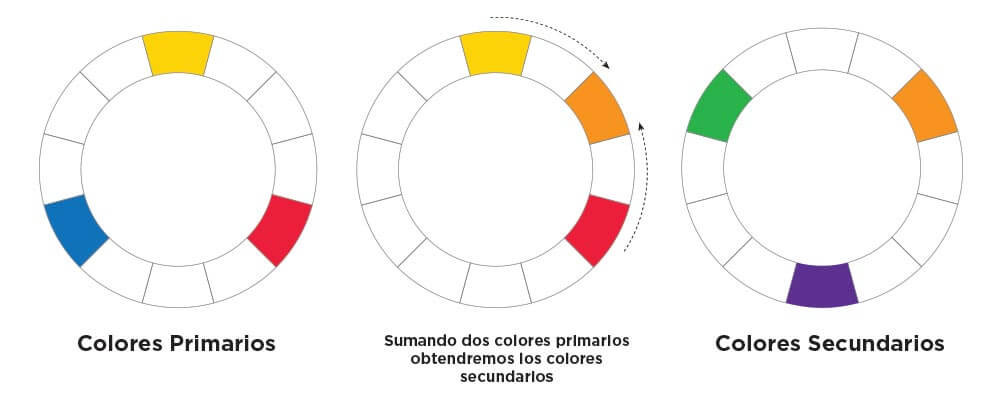 Colores Primarios
Sumando dos colores primarios
obtendremos los colores
secundarios
Colores Secundarios